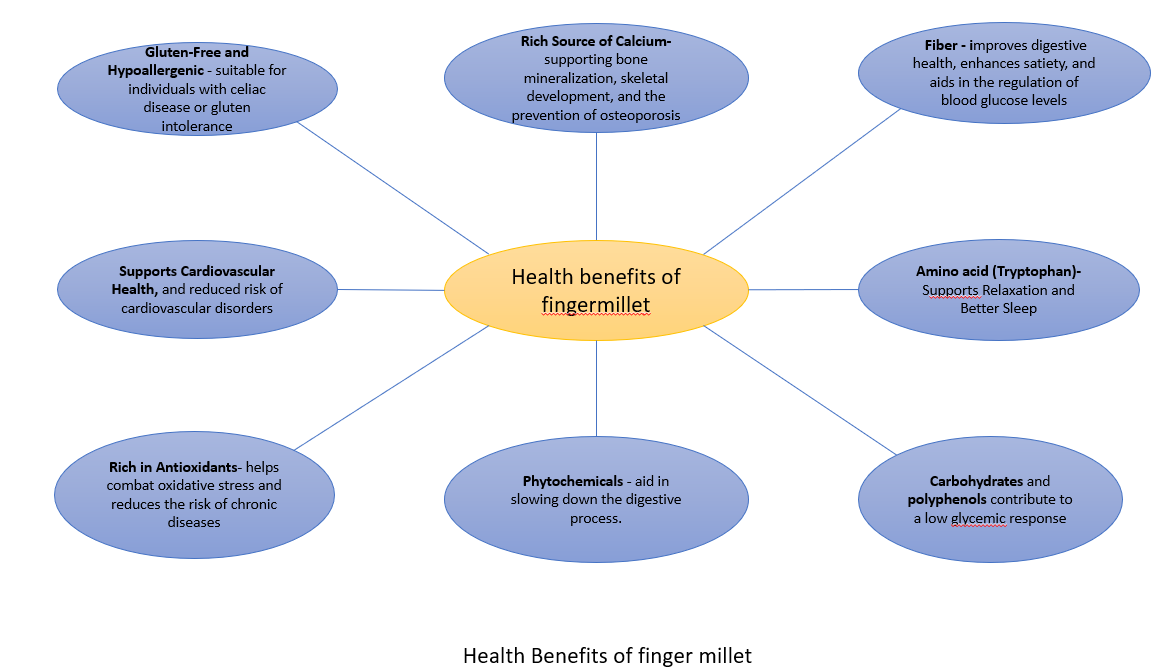 Gluten-Free and
Hypoallergenic - suitable for
individuals with celiac
disease or gluten
intolerance
Rich Source of Calcium-
supporting bone
mineralization, skeletal
development, and the
prevention of osteoporosis
Fiber - improves digestive
health, enhances satiety, and
aids in the regulation of
blood glucose levels
Supports Cardiovascular
Health, and reduced risk of
cardiovascular disorders
Health benefits of
fingermillet
Amino acid (Tryptophan)-
Supports Relaxation and
Better Sleep
Rich in Antioxidants- helps
combat oxidative stress and
reduces the risk of chronic
diseases
Phytochemicals - aid in
slowing down the digestive
process.
Carbohydrates and
polyphenols contribute to
a low glycemic response
Health Benefits of finger millet